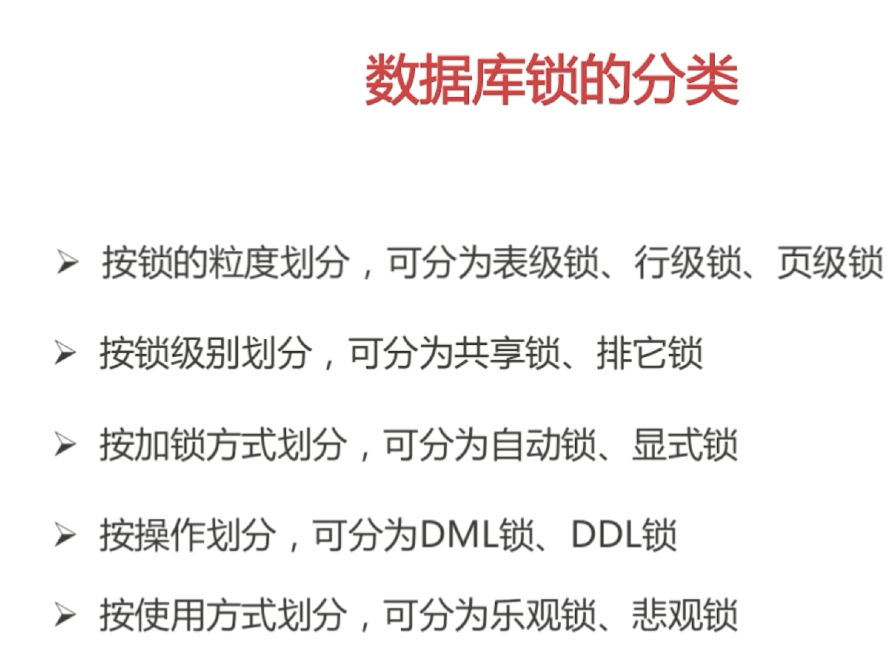 数据库锁的分类
➢ 按锁的粒度划分，可分为表级锁、行级锁、页级锁
➢ 按锁级别划分，可分为共享锁、排它锁
➢ 按加锁方式划分，可分为自动锁、显式锁
➢ 按操作划分，可分为DML锁、DDL锁
➢ 按使用方式划分，可分为乐观锁、悲观锁